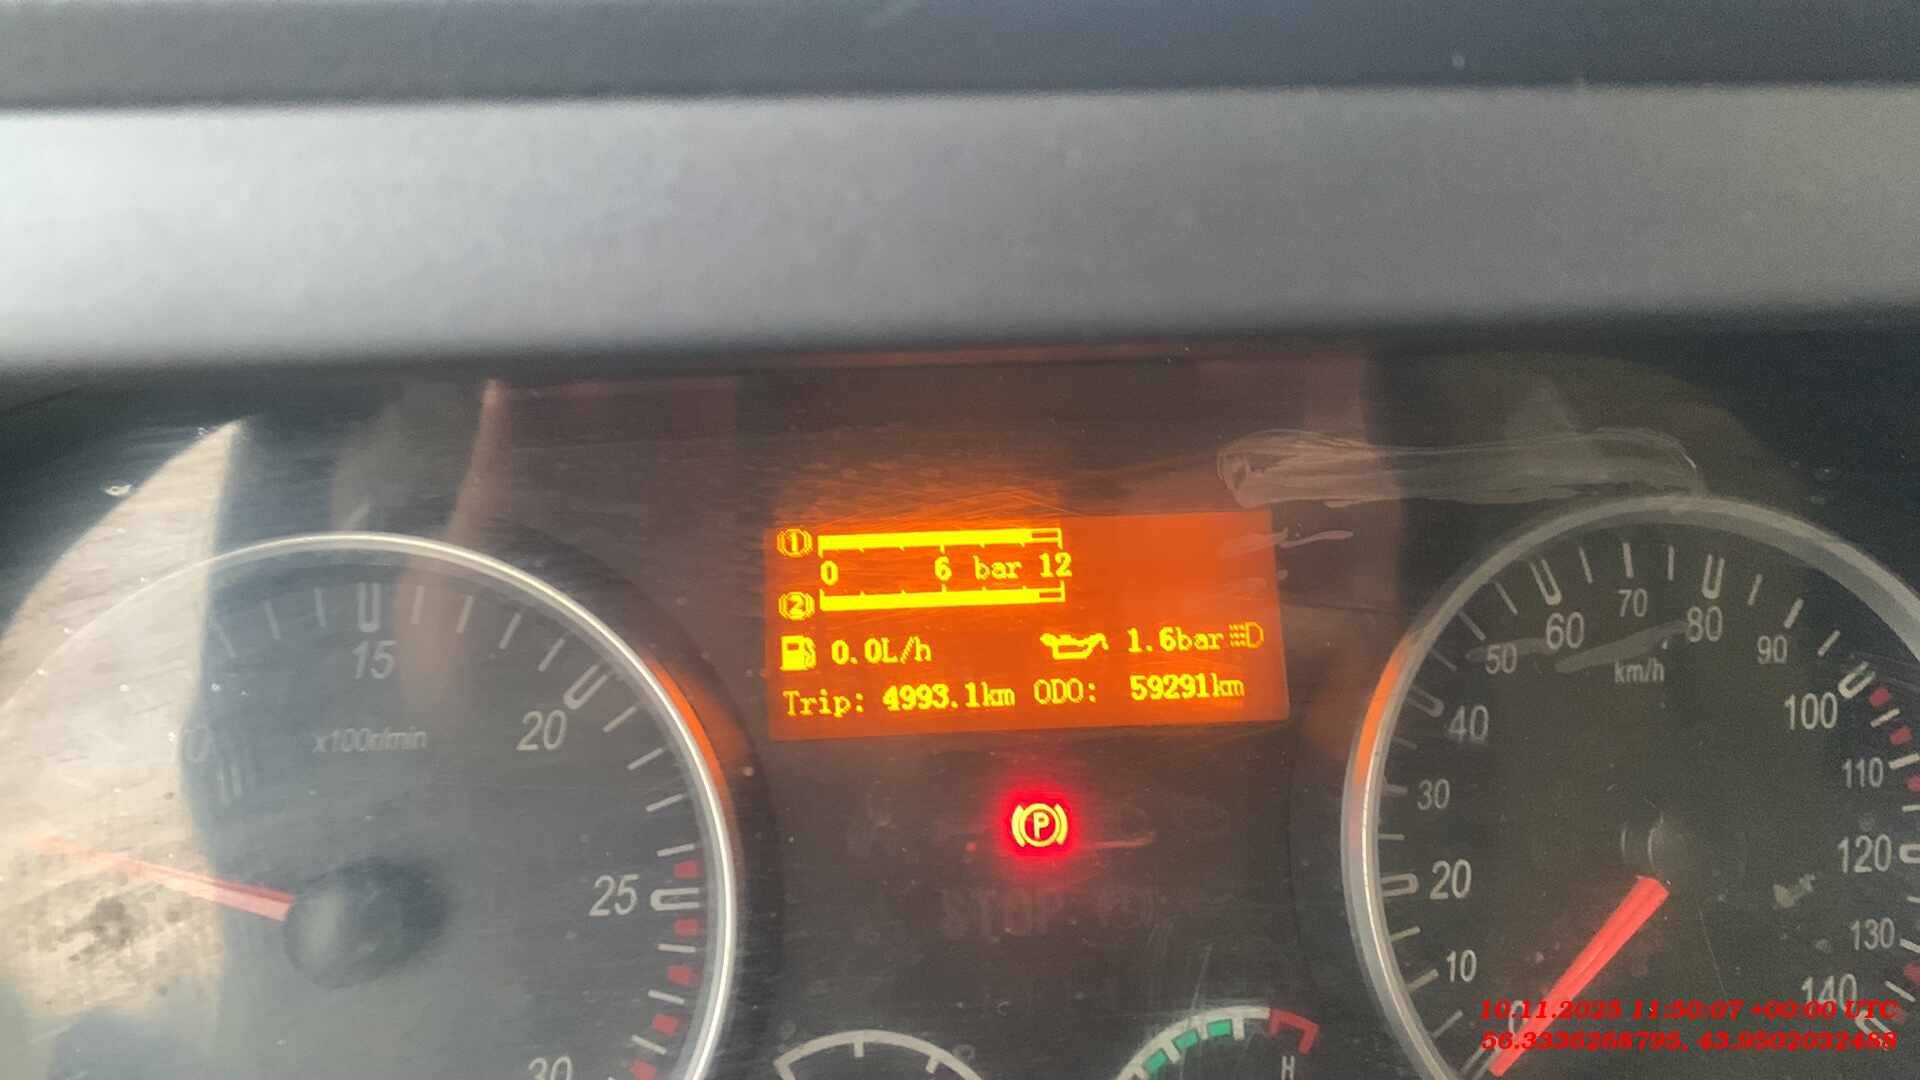 1
0 6 bar 12
2
0.0L/h 1.6bar
Trip: 4993.1km ODO: 59291km
P
STOP
15
20
25
30
x100r/min
0
10
20
30
40
50
60
70
80
90
100
110
120
130
140
km/h
H
10.11.2025 11:50:07 +00:00 UTC
56.3336268795, 43.9502032488